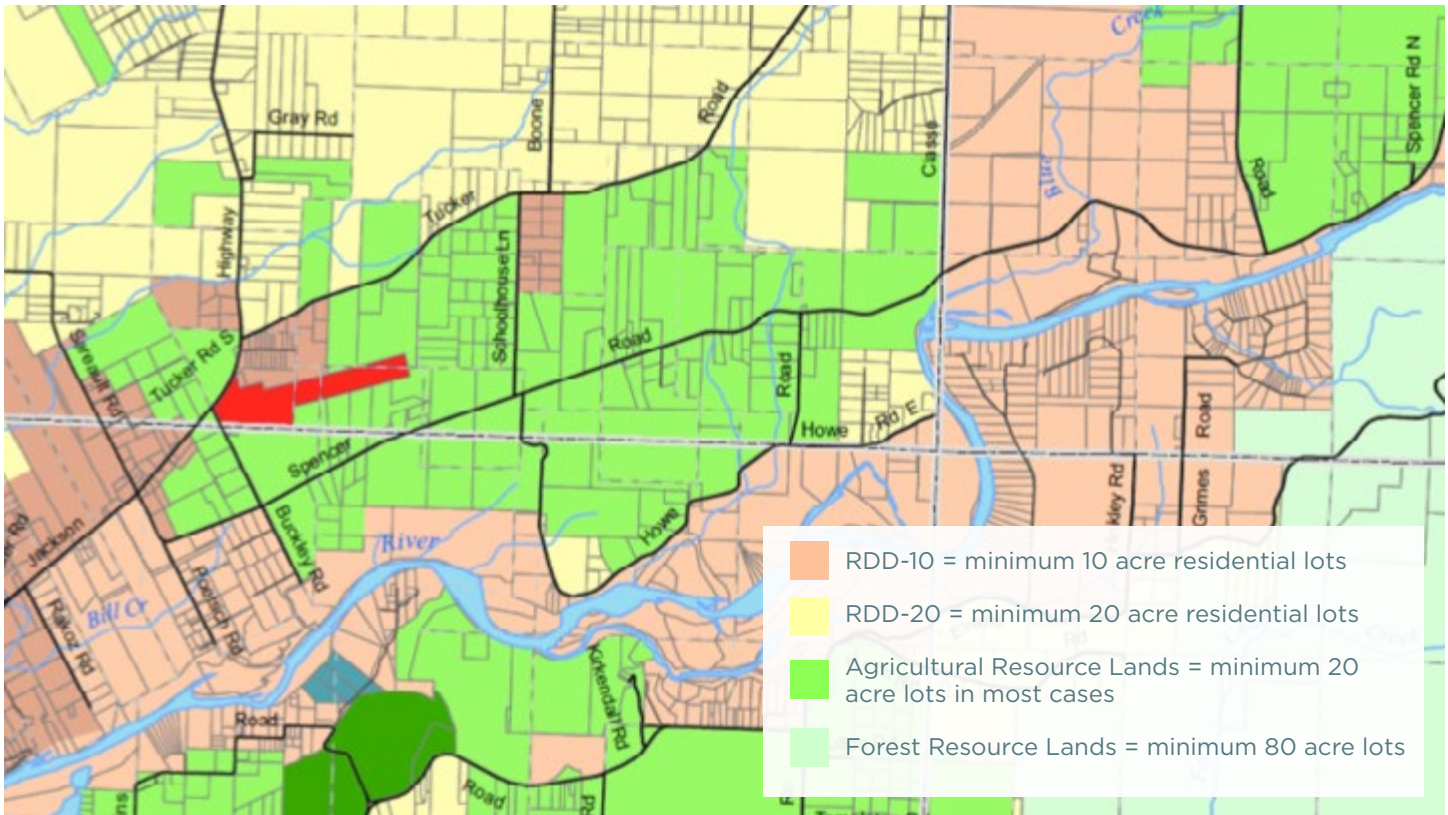 Creek
Spencer Rd N
Road
Gray Rd
Boone
Blue
Road
Tucker
Highway
Schoolhouse Ln
Road
Tucker Rd S
Road
Road
Howe
Rd E
Spencer
Grimes
Jackson
Buckley Rd
River
Howe
Bill Cr
Kirkendall Rd
Road
Road
Rd
RDD-10 = minimum 10 acre residential lots
RDD-20 = minimum 20 acre residential lots
Agricultural Resource Lands = minimum 20
acre lots in most cases
Forest Resource Lands = minimum 80 acre lots